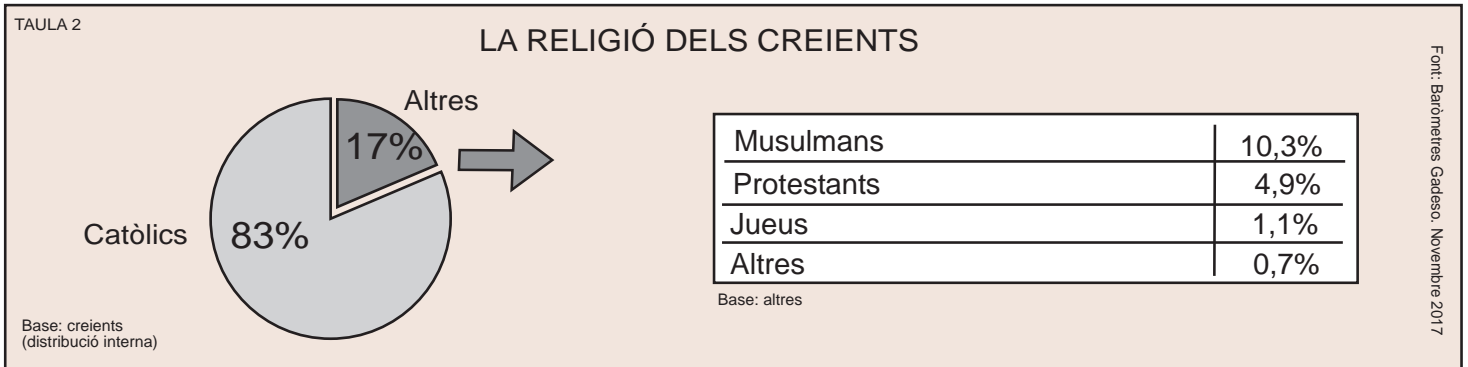 TAULA 2
LA RELIGIÓ DELS CREIENTS
Altres
17%
Catòlics
83%
Base: creients
(distribució interna)
Musulmans 10,3%
Protestants 4,9%
Jueus 1,1%
Altres 0,7%
Base: altres
Font: Baròmetres Gadeso. Novembre 2017